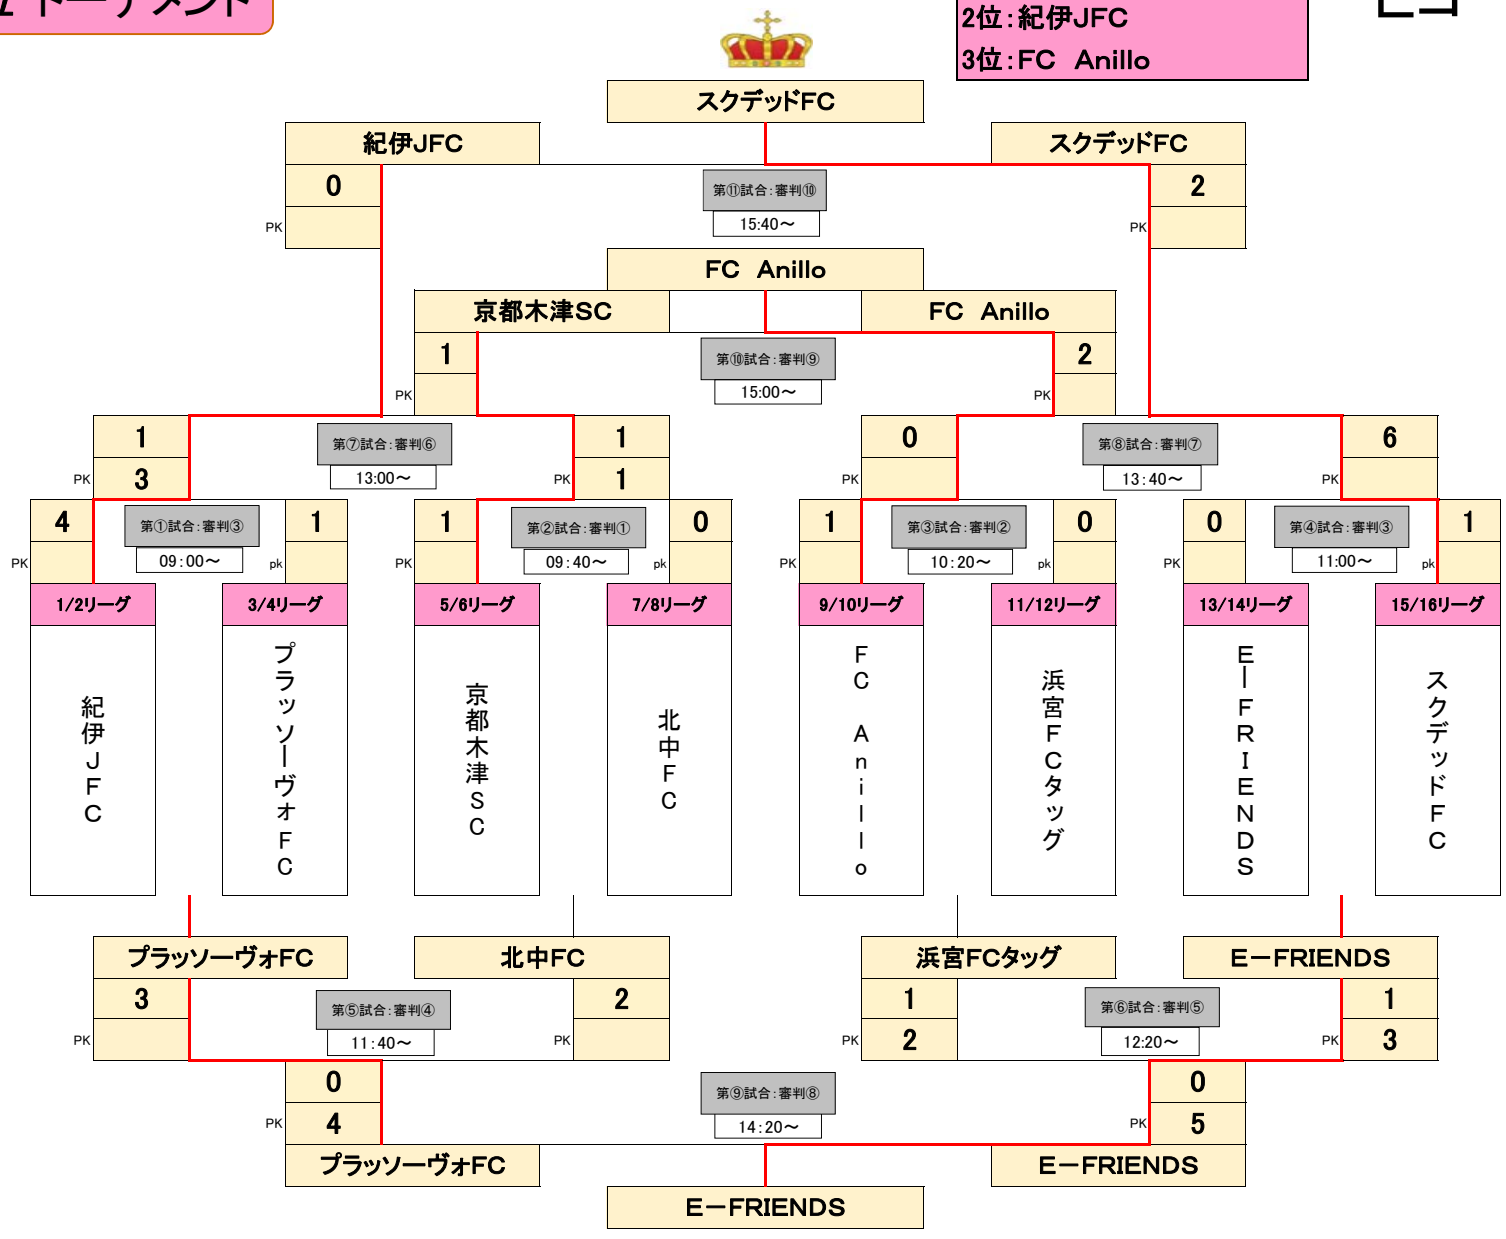 トーナメント
2位：紀伊JFC
3位：FC　Anillo
スクデッドFC
紀伊JFC
スクデッドFC
0
第⑪試合：審判⑩
2
PK
15:40～
PK
FC　Anillo
京都木津SC
FC　Anillo
1
第⑩試合：審判⑨
2
PK
15:00～
PK
1
第⑦試合：審判⑥
1
0
第⑧試合：審判⑦
6
PK
3
13:00～
PK
1
PK
13:40～
PK
4
第①試合：審判③
1
1
第②試合：審判①
0
1
第③試合：審判②
0
0
第④試合：審判③
1
PK
09:00～
pk
PK
09:40～
pk
PK
10:20～
pk
PK
11:00～
pk
1/2リーグ
3/4リーグ
5/6リーグ
7/8リーグ
9/10リーグ
11/12リーグ
13/14リーグ
15/16リーグ
紀伊JFC
プラッソーヴォFC
京都木津SC
北中FC
FC　Anillo
浜宮FCタッグ
E－FRIENDS
スクデッドFC
プラッソーヴォFC
北中FC
浜宮FCタッグ
E－FRIENDS
3
第⑤試合：審判④
2
1
第⑥試合：審判⑤
1
PK
11:40～
PK
PK
2
12:20～
PK
3
0
第⑨試合：審判⑧
0
PK
4
14:20～
PK
5
プラッソーヴォFC
E－FRIENDS
E－FRIENDS